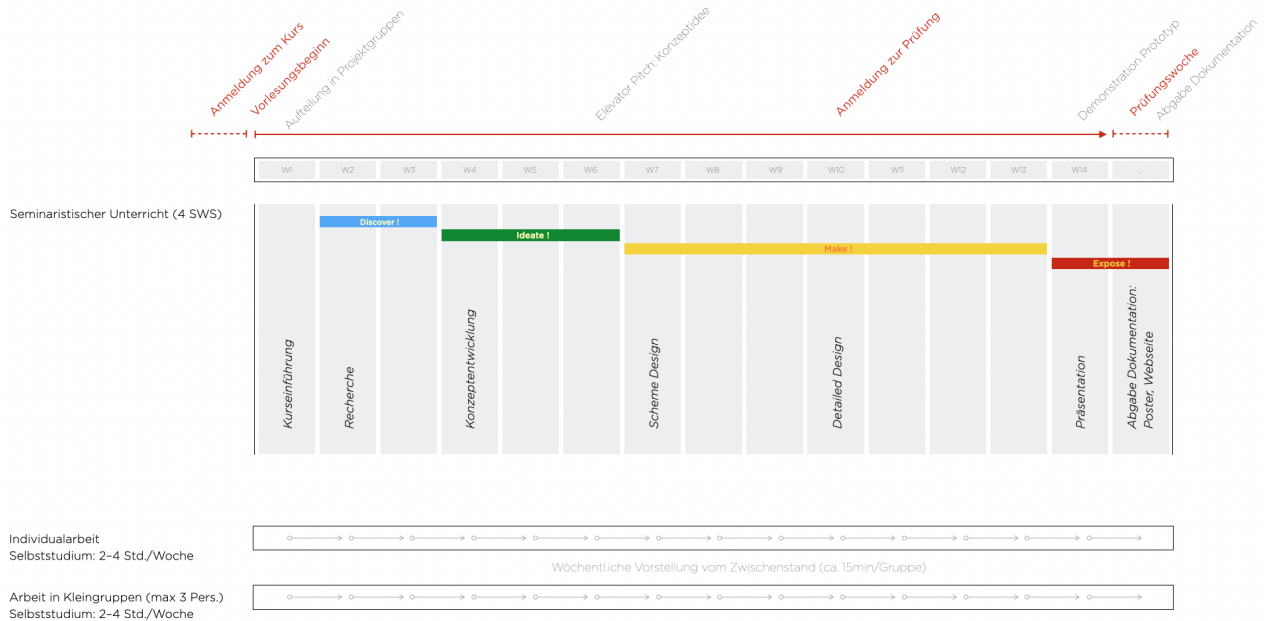 Anmeldung zum Kurs
Vorlesungsbeginn
Aufteilung in Projektgruppen
Elevator Pitch: Konzeptidee
Anmeldung zur Prüfung
Demonstration Prototyp
Prüfungswoche
Abgabe Dokumentation
W1 W2 W3 W4 W5 W6 W7 W8 W9 W10 W11 W12 W13 W14 ...
Seminaristischer Unterricht (4 SWS)
Discover !
Ideate !
Make !
Expose !
Kurseinführung
Recherche
Konzeptentwicklung
Scheme Design
Detailed Design
Präsentation
Abgabe Dokumentation:
Poster, Webseite
Individualarbeit
Selbststudium: 2–4 Std./Woche
Wöchentliche Vorstellung vom Zwischenstand (ca. 15min/Gruppe)
Arbeit in Kleingruppen (max 3 Pers.)
Selbststudium: 2–4 Std./Woche